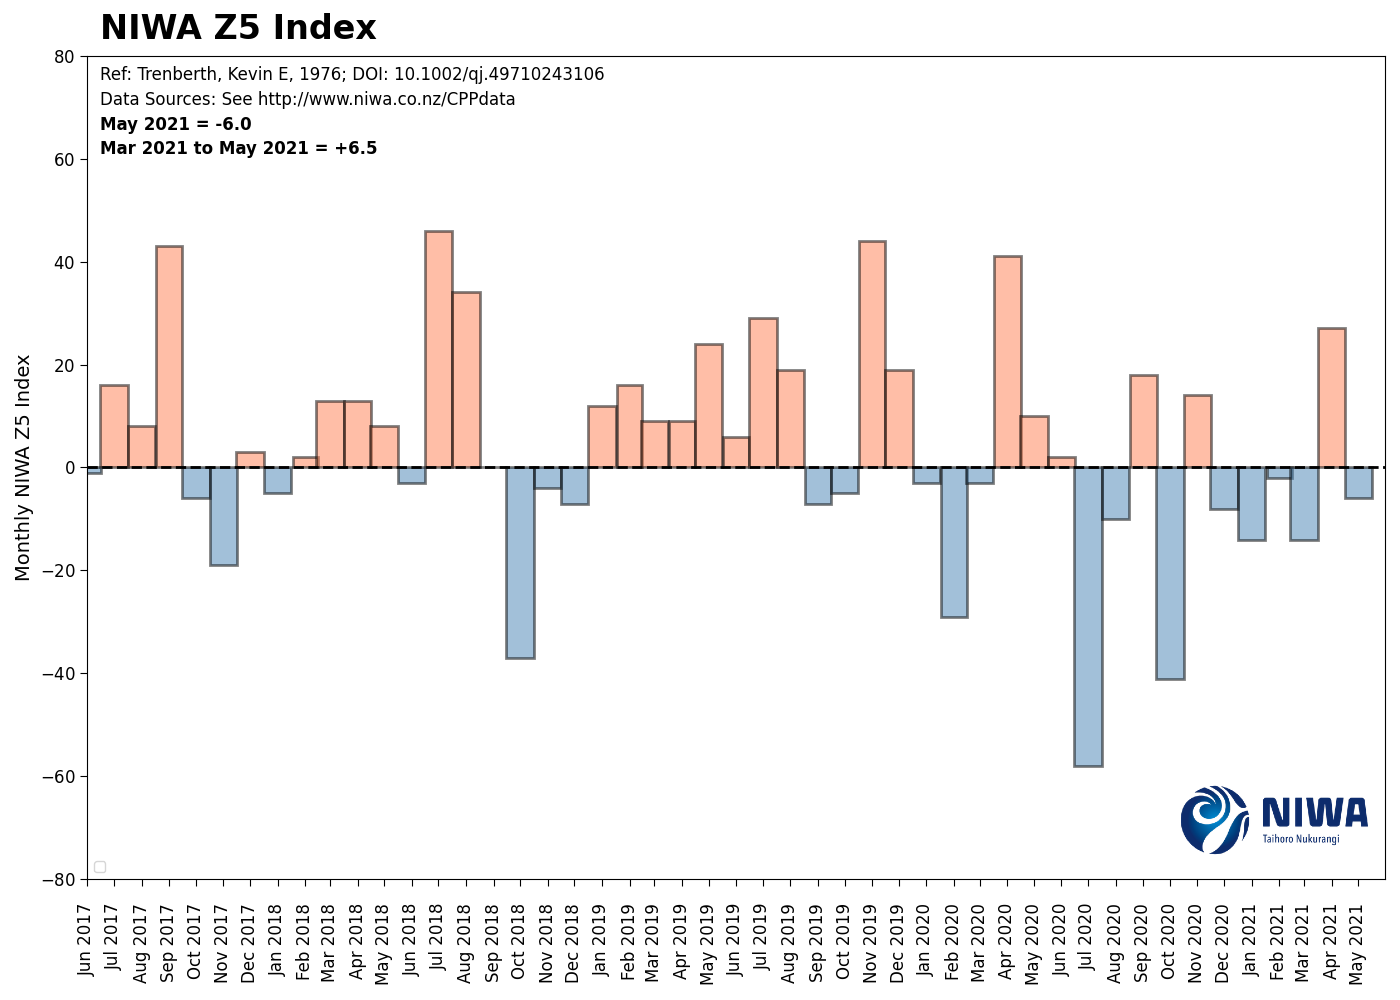 NIWA Z5 Index
Ref: Trenberth, Kevin E, 1976; DOI: 10.1002/qj.49710243106
Data Sources: See http://www.niwa.co.nz/CPPdata
May 2021 = -6.0
Mar 2021 to May 2021 = +6.5
Monthly NIWA Z5 Index
80
60
40
20
0
−20
−40
−60
−80
NIWA
Taihoro Nukurangi
Jun 2017
Jul 2017
Aug 2017
Sep 2017
Oct 2017
Nov 2017
Dec 2017
Jan 2018
Feb 2018
Mar 2018
Apr 2018
May 2018
Jun 2018
Jul 2018
Aug 2018
Sep 2018
Oct 2018
Nov 2018
Dec 2018
Jan 2019
Feb 2019
Mar 2019
Apr 2019
May 2019
Jun 2019
Jul 2019
Aug 2019
Sep 2019
Oct 2019
Nov 2019
Dec 2019
Jan 2020
Feb 2020
Mar 2020
Apr 2020
May 2020
Jun 2020
Jul 2020
Aug 2020
Sep 2020
Oct 2020
Nov 2020
Dec 2020
Jan 2021
Feb 2021
Mar 2021
Apr 2021
May 2021